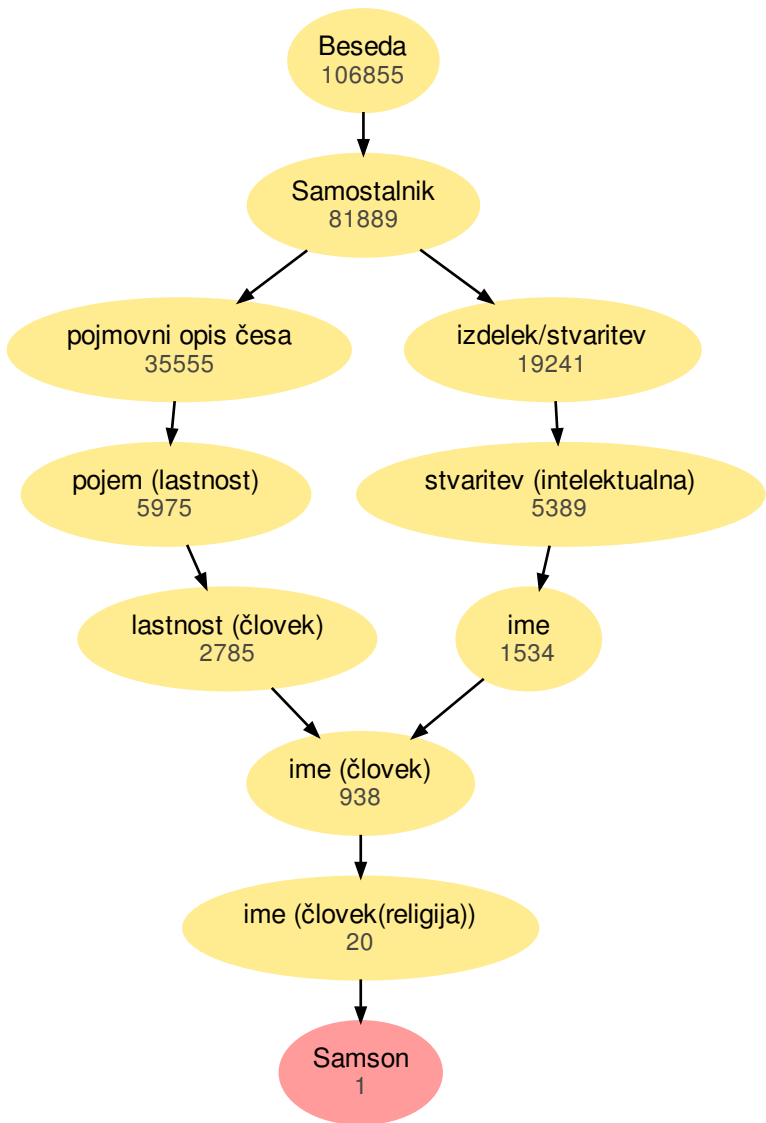 Beseda
106855
Samostalnik
81889
pojmovni opis česa
35555
izdelek/stvaritev
19241
pojem (lastnost)
5975
stvaritev (intelektualna)
5389
lastnost (človek)
2785
ime
1534
ime (človek)
938
ime (človek(religija))
20
Samson
1